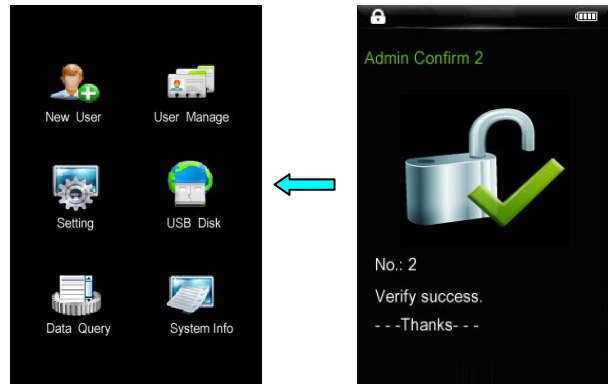 New User
User Manage
Setting
USB Disk
Data Query
System Info
Admin Confirm 2
No.: 2
Verify success.
- - -Thanks- - -